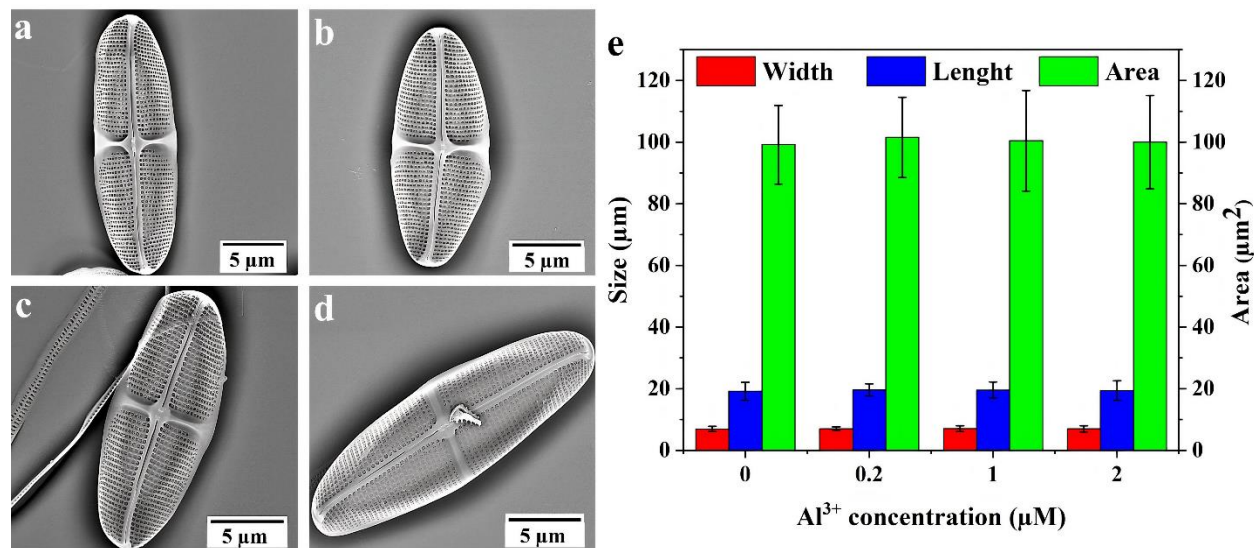 a
5 μm
b
5 μm
c
5 μm
d
5 μm
e
Width Lenght Area
120 120
100 100
80 80
60 60
40 40
20 20
0 0
Size (μm)
Area (μm²)
0 0.2 1 2
Al³⁺ concentration (μM)